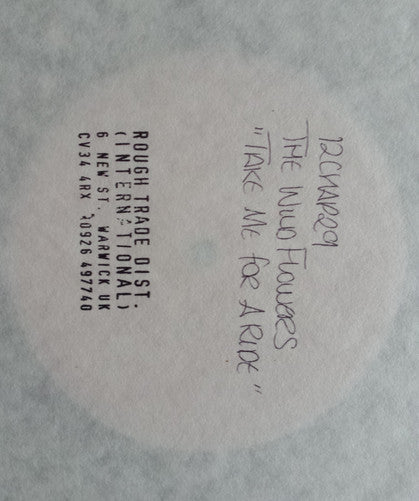 12CHAP29
THE WILD FLOWERS
"TAKE ME FOR A RIDE"
ROUGH TRADE DIST.
(INTERNATIONAL)
6 NEW ST. WARWICK UK
CV34 4RX 0926 497740